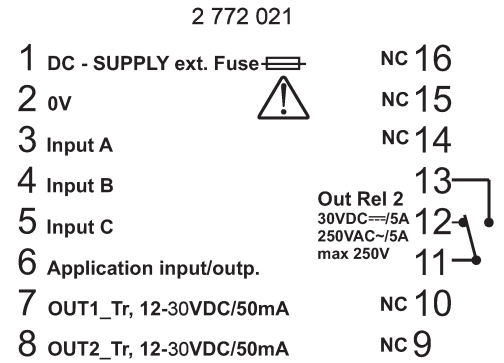 2 772 021
1 DC - SUPPLY ext. Fuse
2 0V
3 Input A
4 Input B
5 Input C
6 Application input/outp.
7 OUT1_Tr, 12-30VDC/50mA
8 OUT2_Tr, 12-30VDC/50mA
NC 16
NC 15
NC 14
13
Out Rel 2
30VDC⎓/5A 12
250VAC~/5A
max 250V 11
NC 10
NC 9